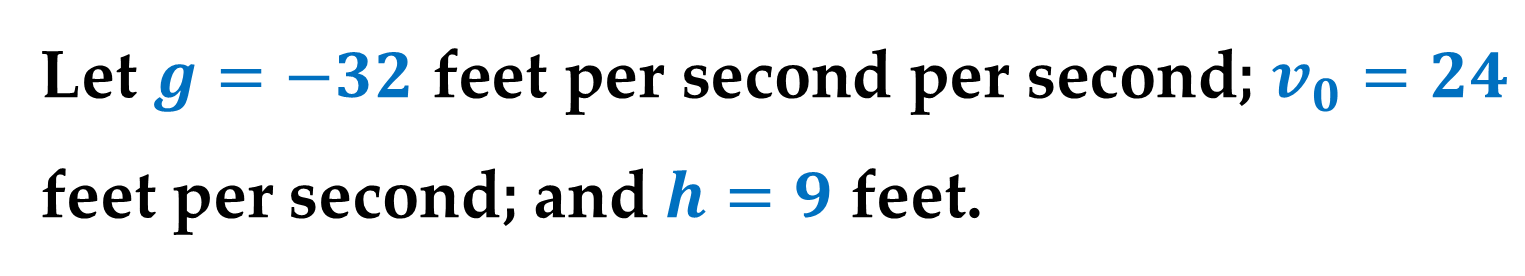 Let g = −32 feet per second per second; v₀ = 24
feet per second; and h = 9 feet.